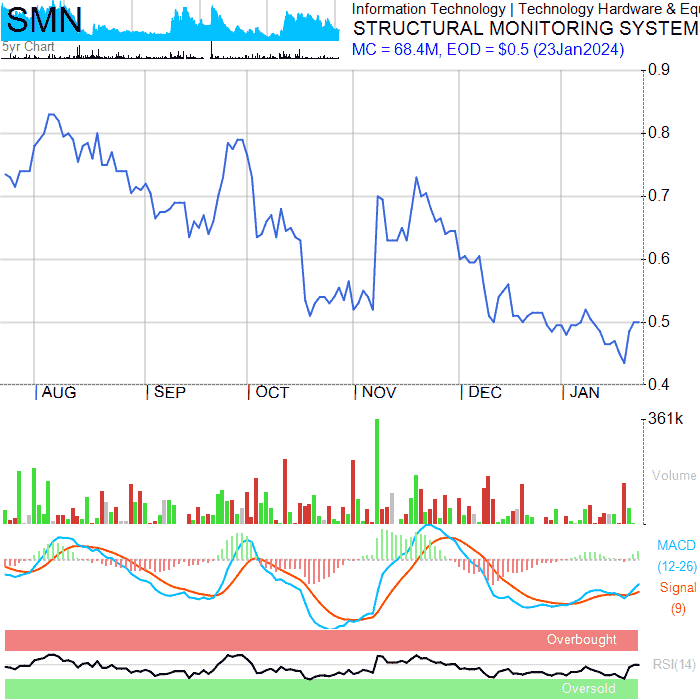 SMN
5yr Chart
Information Technology | Technology Hardware & Equ
STRUCTURAL MONITORING SYSTEM
MC = 68.4M, EOD = $0.5 (23Jan2024)
0.9
0.8
0.7
0.6
0.5
0.4
AUG SEP OCT NOV DEC JAN
361k
Volume
MACD
(12-26)
Signal
(9)
Overbought
RSI(14)
Oversold